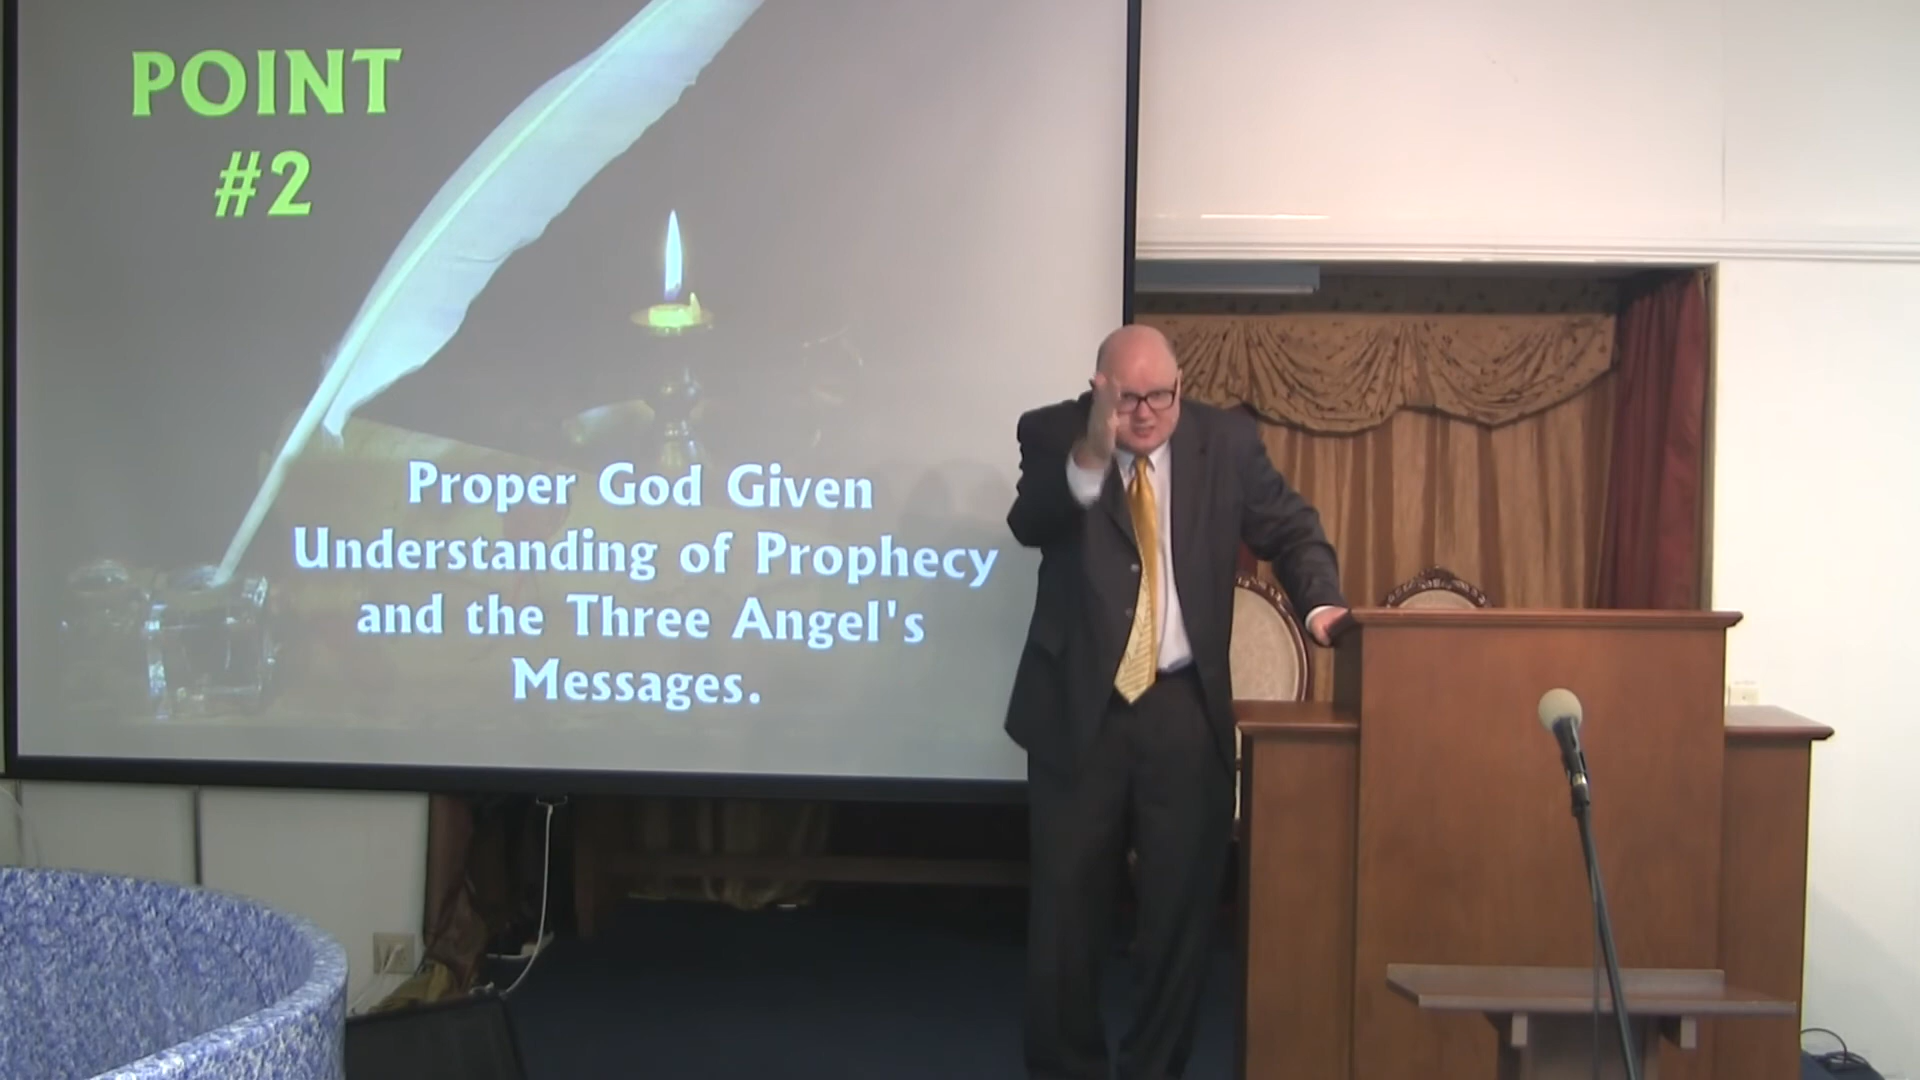 POINT
#2
Proper God Given
Understanding of Prophecy
and the Three Angel's
Messages.